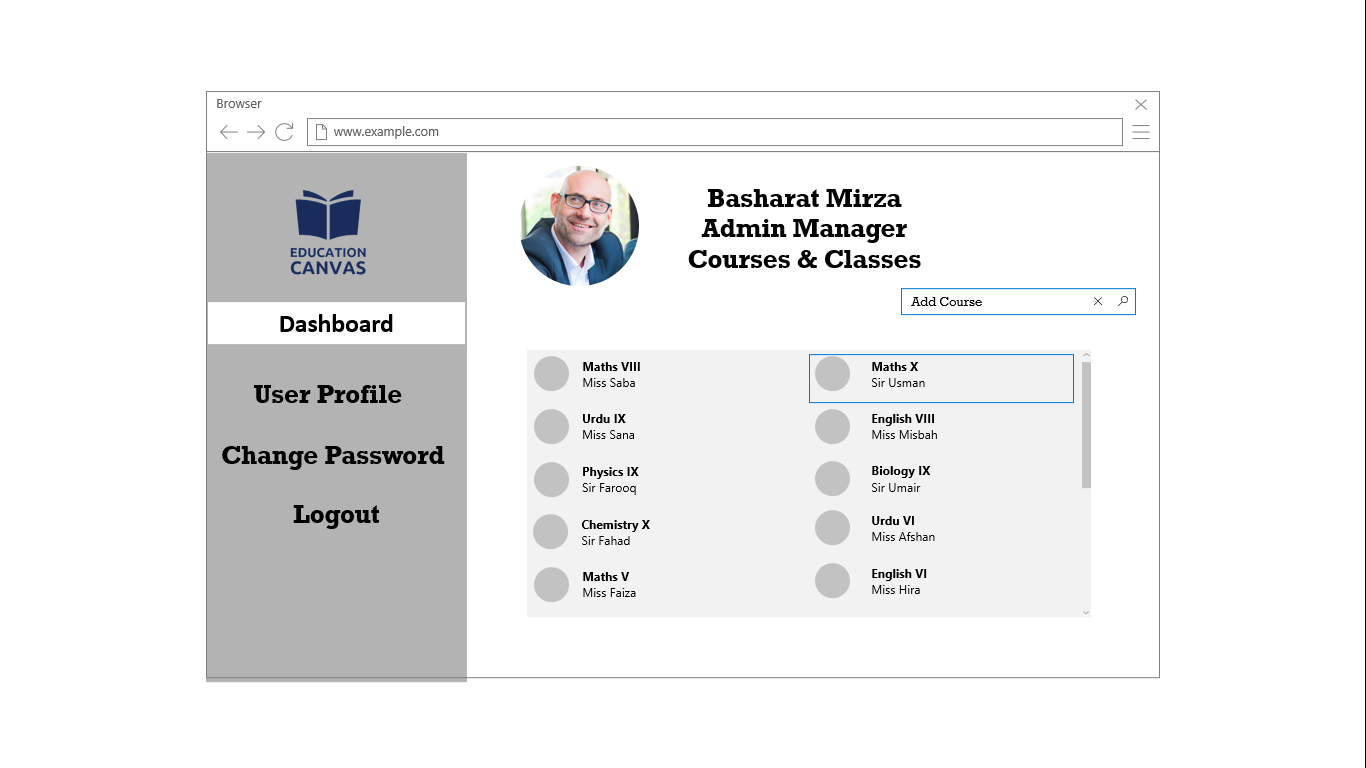 Browser
www.example.com
EDUCATION
CANVAS
Dashboard
User Profile
Change Password
Logout
Basharat Mirza
Admin Manager
Courses & Classes
Add Course
Maths VIII
Miss Saba
Urdu IX
Miss Sana
Physics IX
Sir Farooq
Chemistry X
Sir Fahad
Maths V
Miss Faiza
Maths X
Sir Usman
English VIII
Miss Misbah
Biology IX
Sir Umair
Urdu VI
Miss Afshan
English VI
Miss Hira